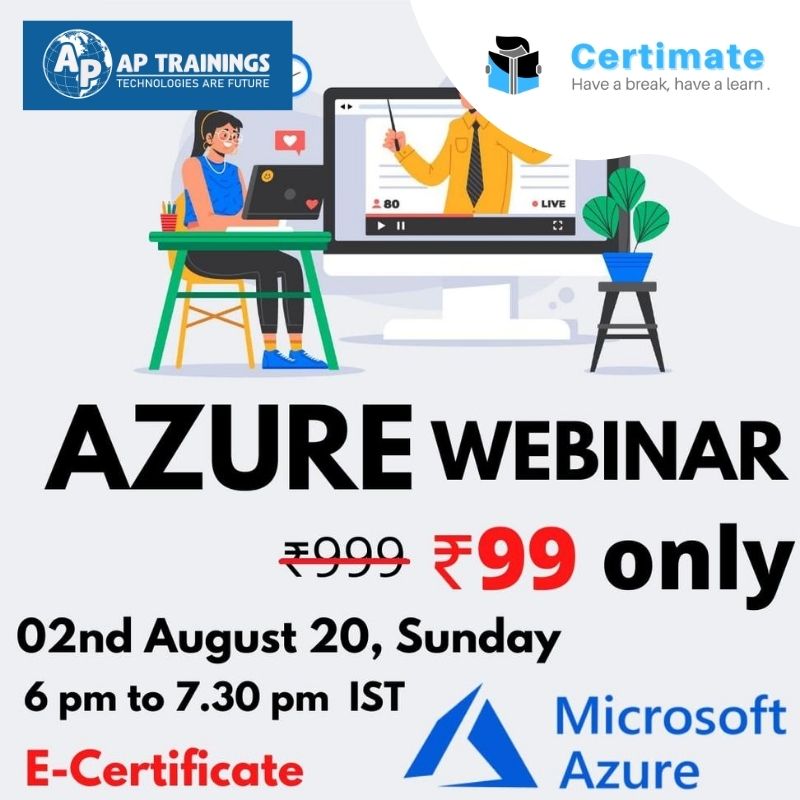 AP
AP TRAININGS
TECHNOLOGIES ARE FUTURE
Certimate
Have a break, have a learn .
80
LIVE
AZURE WEBINAR
₹999 ₹99 only
02nd August 20, Sunday
6 pm to 7.30 pm IST
E-Certificate
Microsoft
Azure